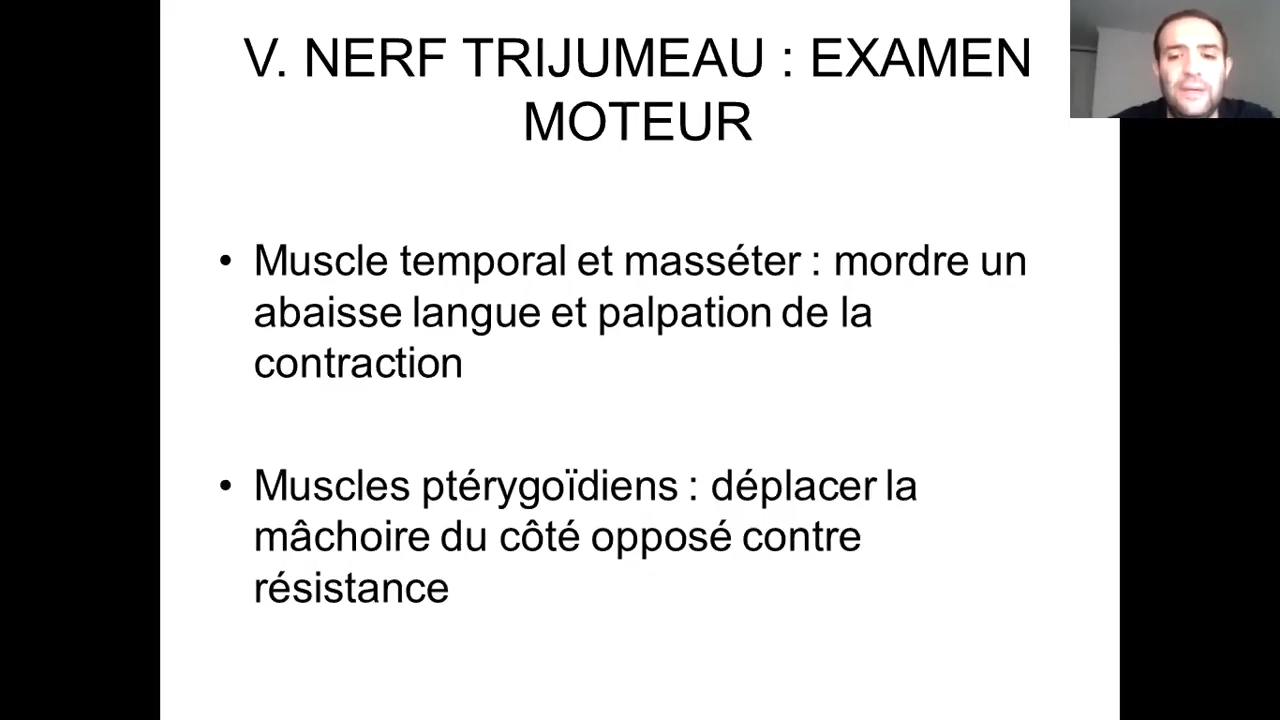 V. NERF TRIJUMEAU : EXAMEN
MOTEUR
• Muscle temporal et masséter : mordre un
abaisse langue et palpation de la
contraction
• Muscles ptérygoïdiens : déplacer la
mâchoire du côté opposé contre
résistance